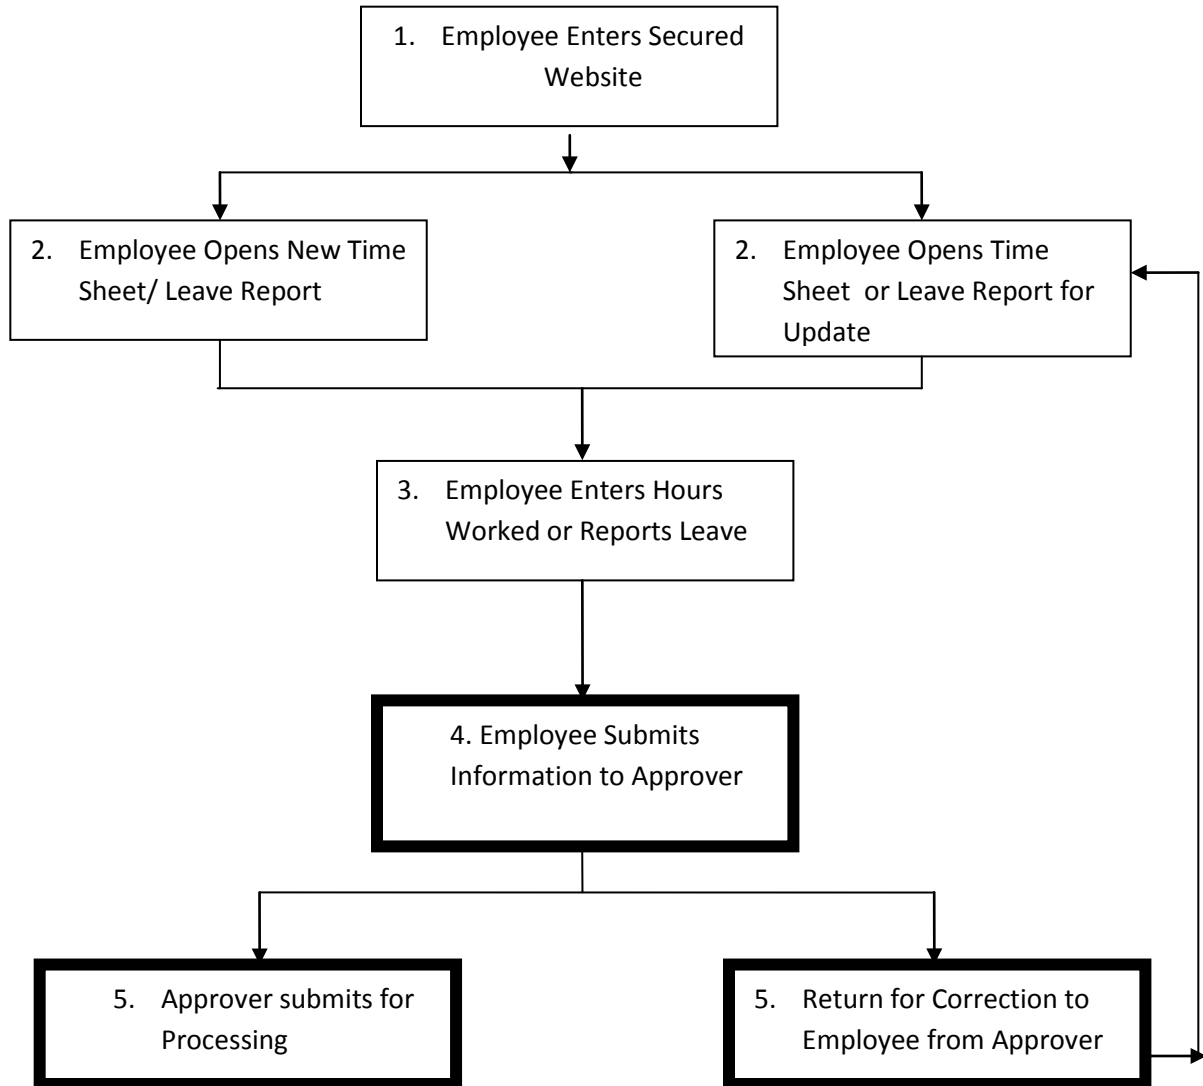 1. Employee Enters Secured
Website
2. Employee Opens New Time
Sheet/ Leave Report
2. Employee Opens Time
Sheet or Leave Report for
Update
3. Employee Enters Hours
Worked or Reports Leave
4. Employee Submits
Information to Approver
5. Approver submits for
Processing
5. Return for Correction to
Employee from Approver